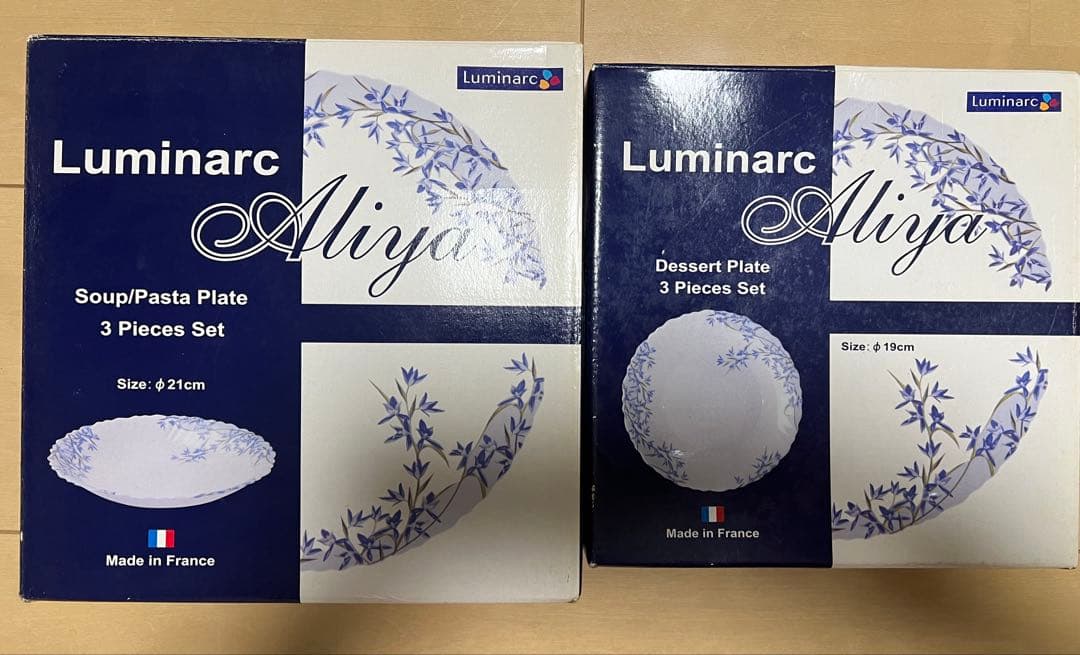 Luminarc
Luminarc
Aliya
Soup/Pasta Plate
3 Pieces Set
Size: φ21cm
Made in France
Luminarc
Luminarc
Aliya
Dessert Plate
3 Pieces Set
Size: φ19cm
Made in France